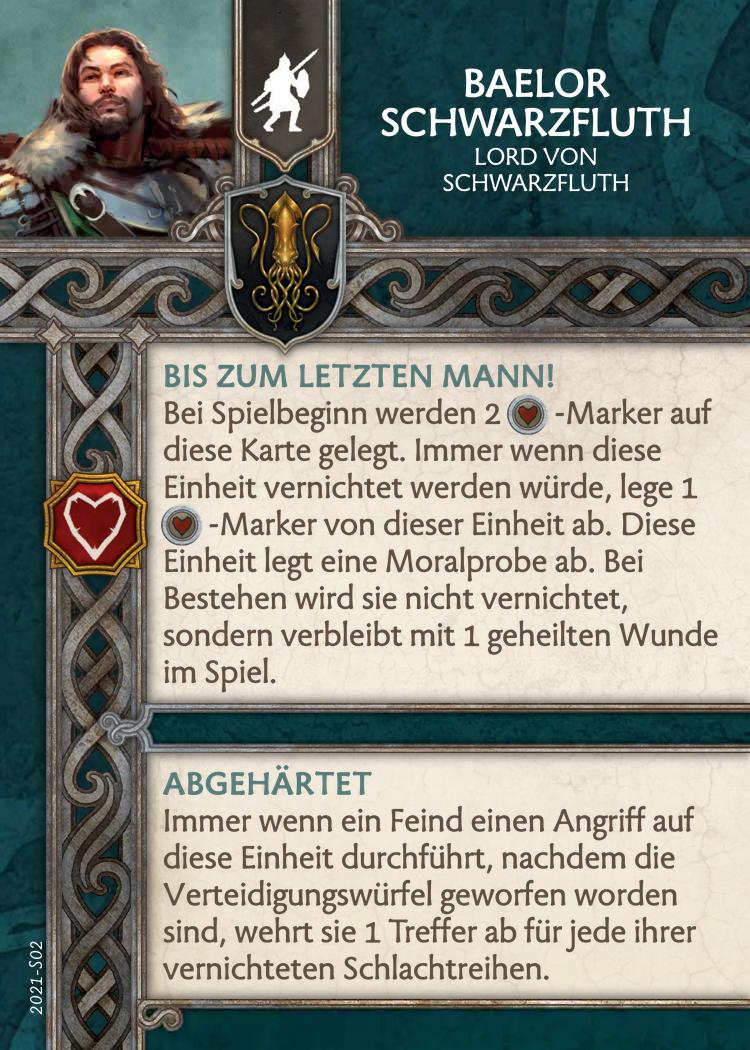 BAELOR
SCHWARZFLUTH
LORD VON
SCHWARZFLUTH
BIS ZUM LETZTEN MANN!
Bei Spielbeginn werden 2 -Marker auf
diese Karte gelegt. Immer wenn diese
Einheit vernichtet werden würde, lege 1
-Marker von dieser Einheit ab. Diese
Einheit legt eine Moralprobe ab. Bei
Bestehen wird sie nicht vernichtet,
sondern verbleibt mit 1 geheilten Wunde
im Spiel.
ABGEHÄRTET
Immer wenn ein Feind einen Angriff auf
diese Einheit durchführt, nachdem die
Verteidigungswürfel geworfen worden
sind, wehrt sie 1 Treffer ab für jede ihrer
vernichteten Schlachtreihen.
2021-S02